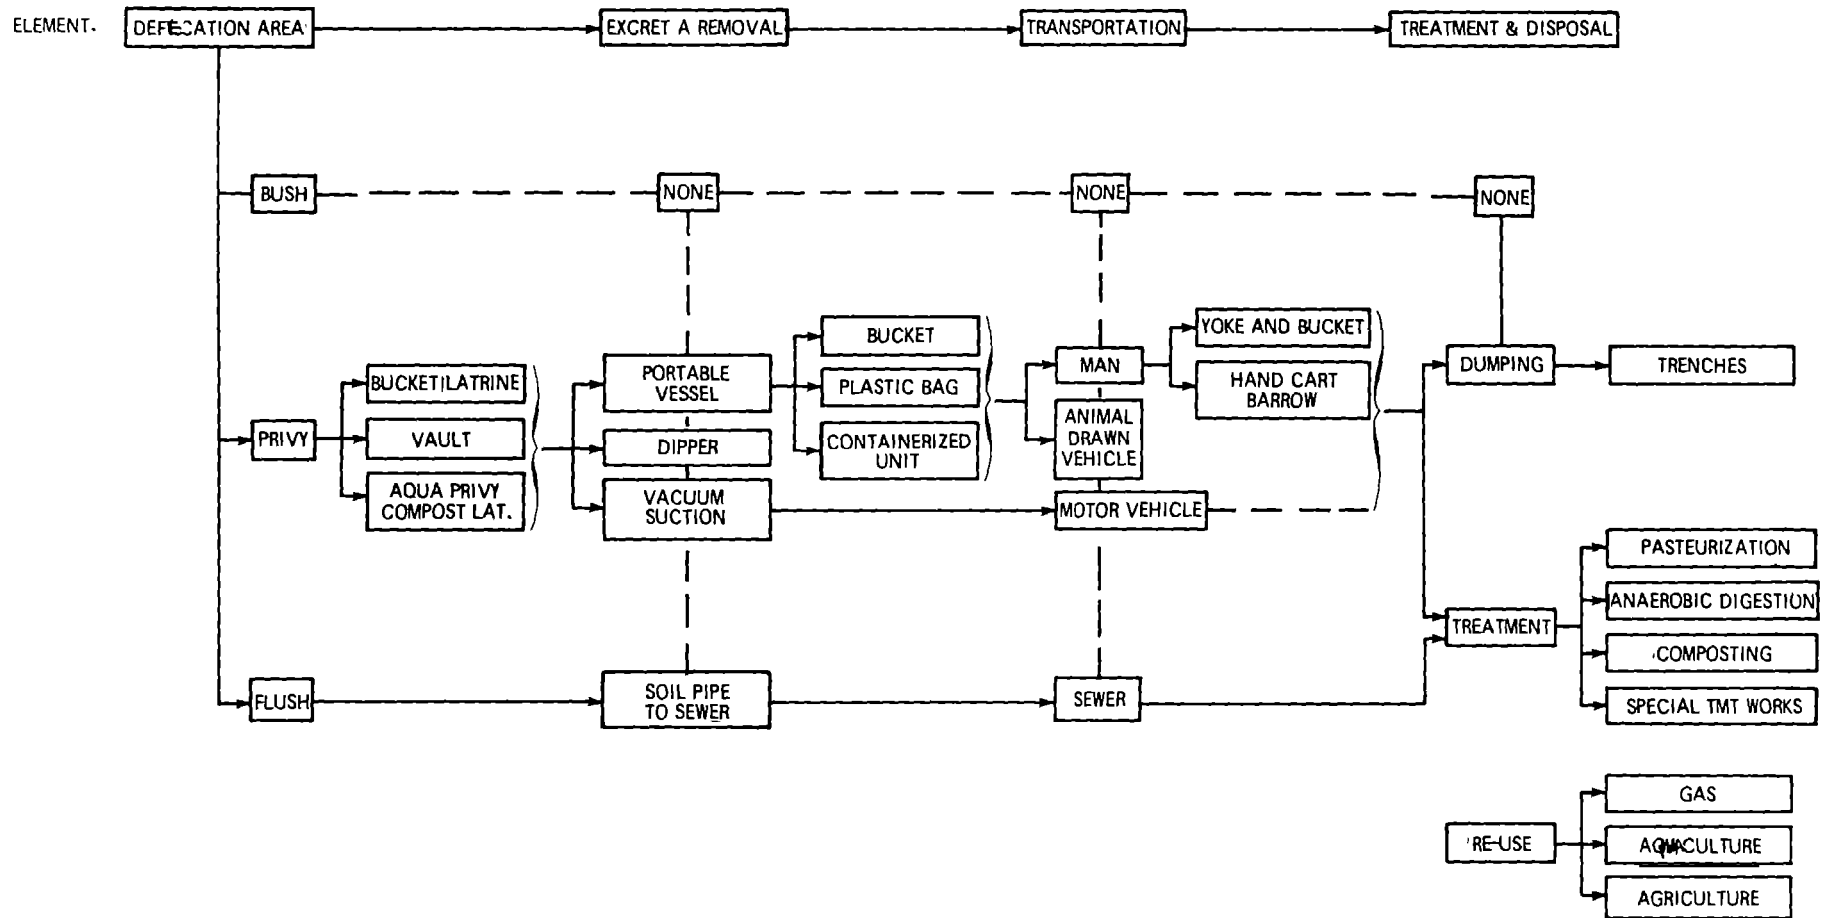 ELEMENT.
DEFECATION AREA
EXCRET A REMOVAL
TRANSPORTATION
TREATMENT & DISPOSAL
BUSH
NONE
NONE
NONE
PRIVY
BUCKET|LATRINE
VAULT
AQUA PRIVY
COMPOST LAT.
PORTABLE
VESSEL
DIPPER
VACUUM
SUCTION
BUCKET
PLASTIC BAG
CONTAINERIZED
UNIT
MAN
ANIMAL
DRAWN
VEHICLE
MOTOR VEHICLE
YOKE AND BUCKET
HAND CART
BARROW
DUMPING
TRENCHES
FLUSH
SOIL PIPE
TO SEWER
SEWER
TREATMENT
PASTEURIZATION
ANAEROBIC DIGESTION
COMPOSTING
SPECIAL TMT WORKS
RE-USE
GAS
AQUACULTURE
AGRICULTURE